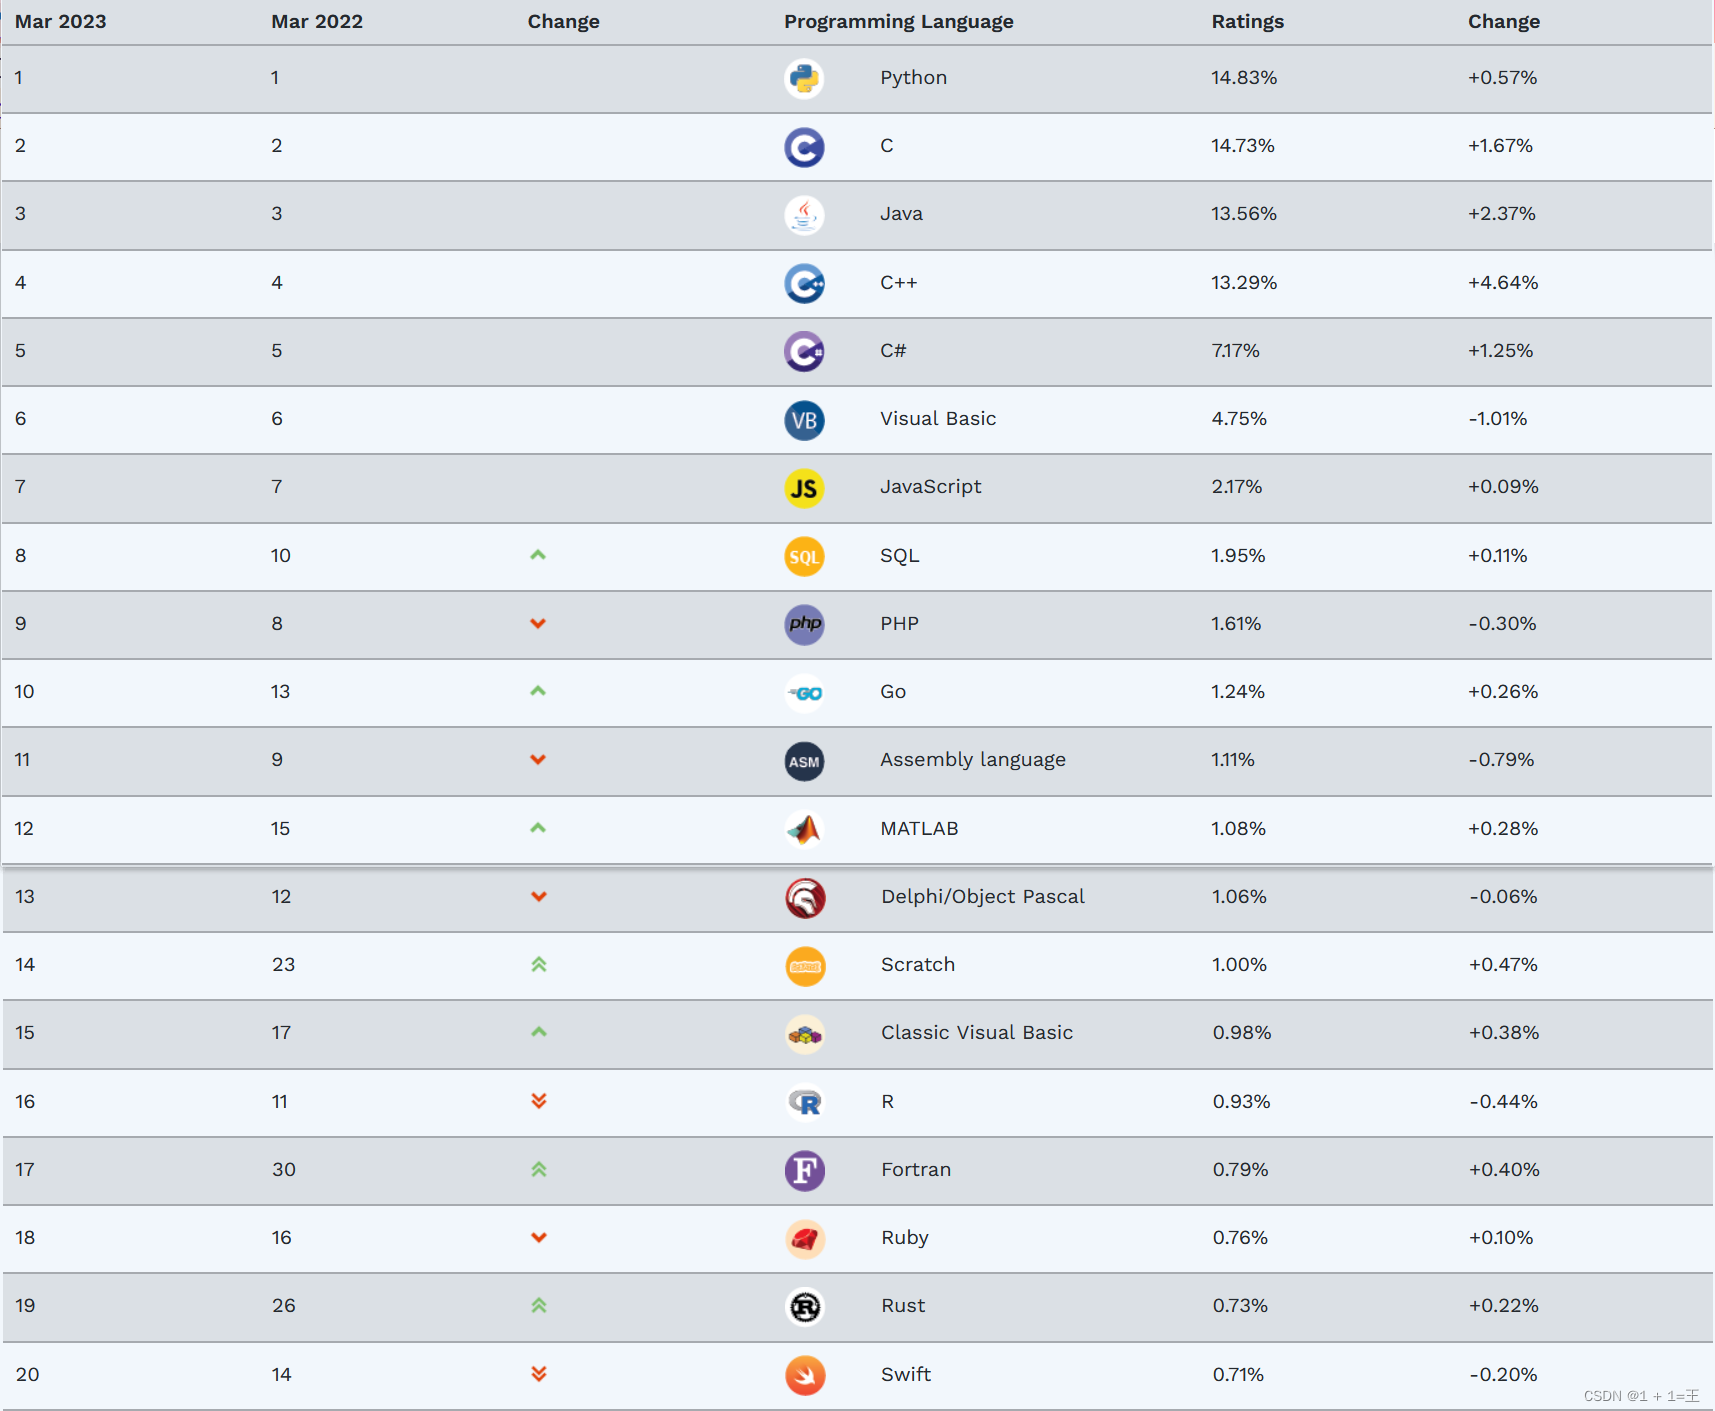 Mar 2023 Mar 2022 Change Programming Language Ratings Change
1 1 Python 14.83% +0.57%
2 2 C 14.73% +1.67%
3 3 Java 13.56% +2.37%
4 4 C++ 13.29% +4.64%
5 5 C# 7.17% +1.25%
6 6 VB Visual Basic 4.75% -1.01%
7 7 JS JavaScript 2.17% +0.09%
8 10 SQL SQL 1.95% +0.11%
9 8 php PHP 1.61% -0.30%
10 13 GO Go 1.24% +0.26%
11 9 ASM Assembly language 1.11% -0.79%
12 15 MATLAB 1.08% +0.28%
13 12 Delphi/Object Pascal 1.06% -0.06%
14 23 Scratch 1.00% +0.47%
15 17 Classic Visual Basic 0.98% +0.38%
16 11 R R 0.93% -0.44%
17 30 F Fortran 0.79% +0.40%
18 16 Ruby 0.76% +0.10%
19 26 R Rust 0.73% +0.22%
20 14 Swift 0.71% -0.20%
CSDN @1 + 1=王